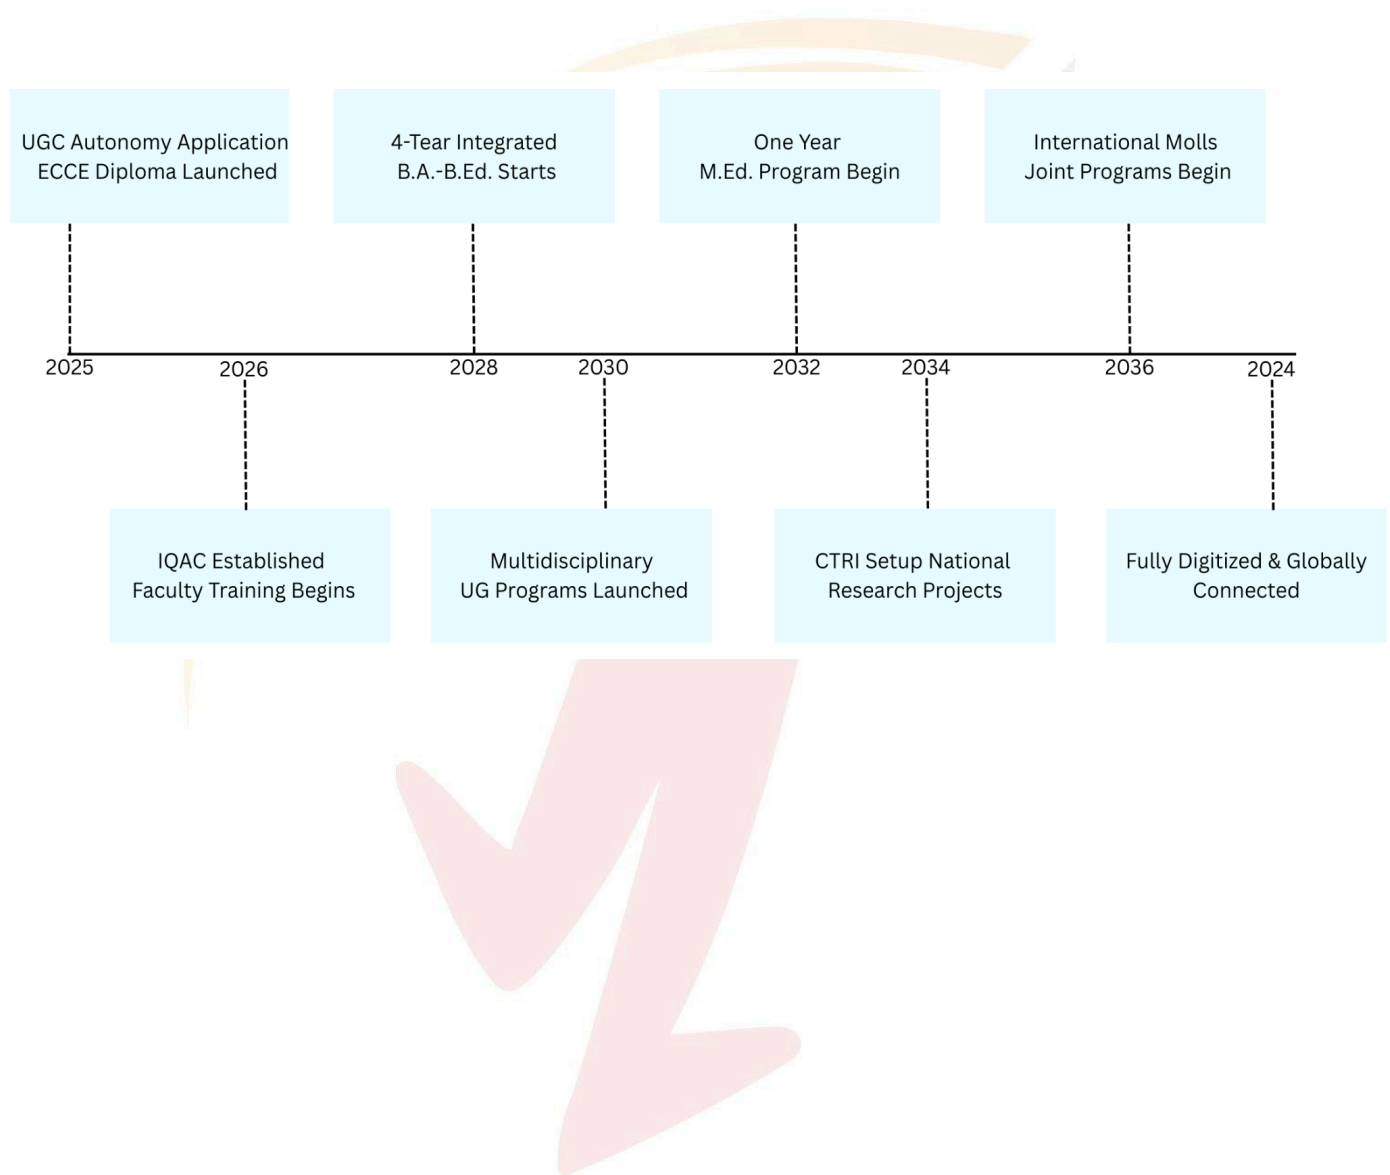 UGC Autonomy Application
ECCE Diploma Launched
4-Tear Integrated
B.A.-B.Ed. Starts
One Year
M.Ed. Program Begin
International Molls
Joint Programs Begin
2025
2026
2028
2030
2032
2034
2036
2024
IQAC Established
Faculty Training Begins
Multidisciplinary
UG Programs Launched
CTRI Setup National
Research Projects
Fully Digitized & Globally
Connected